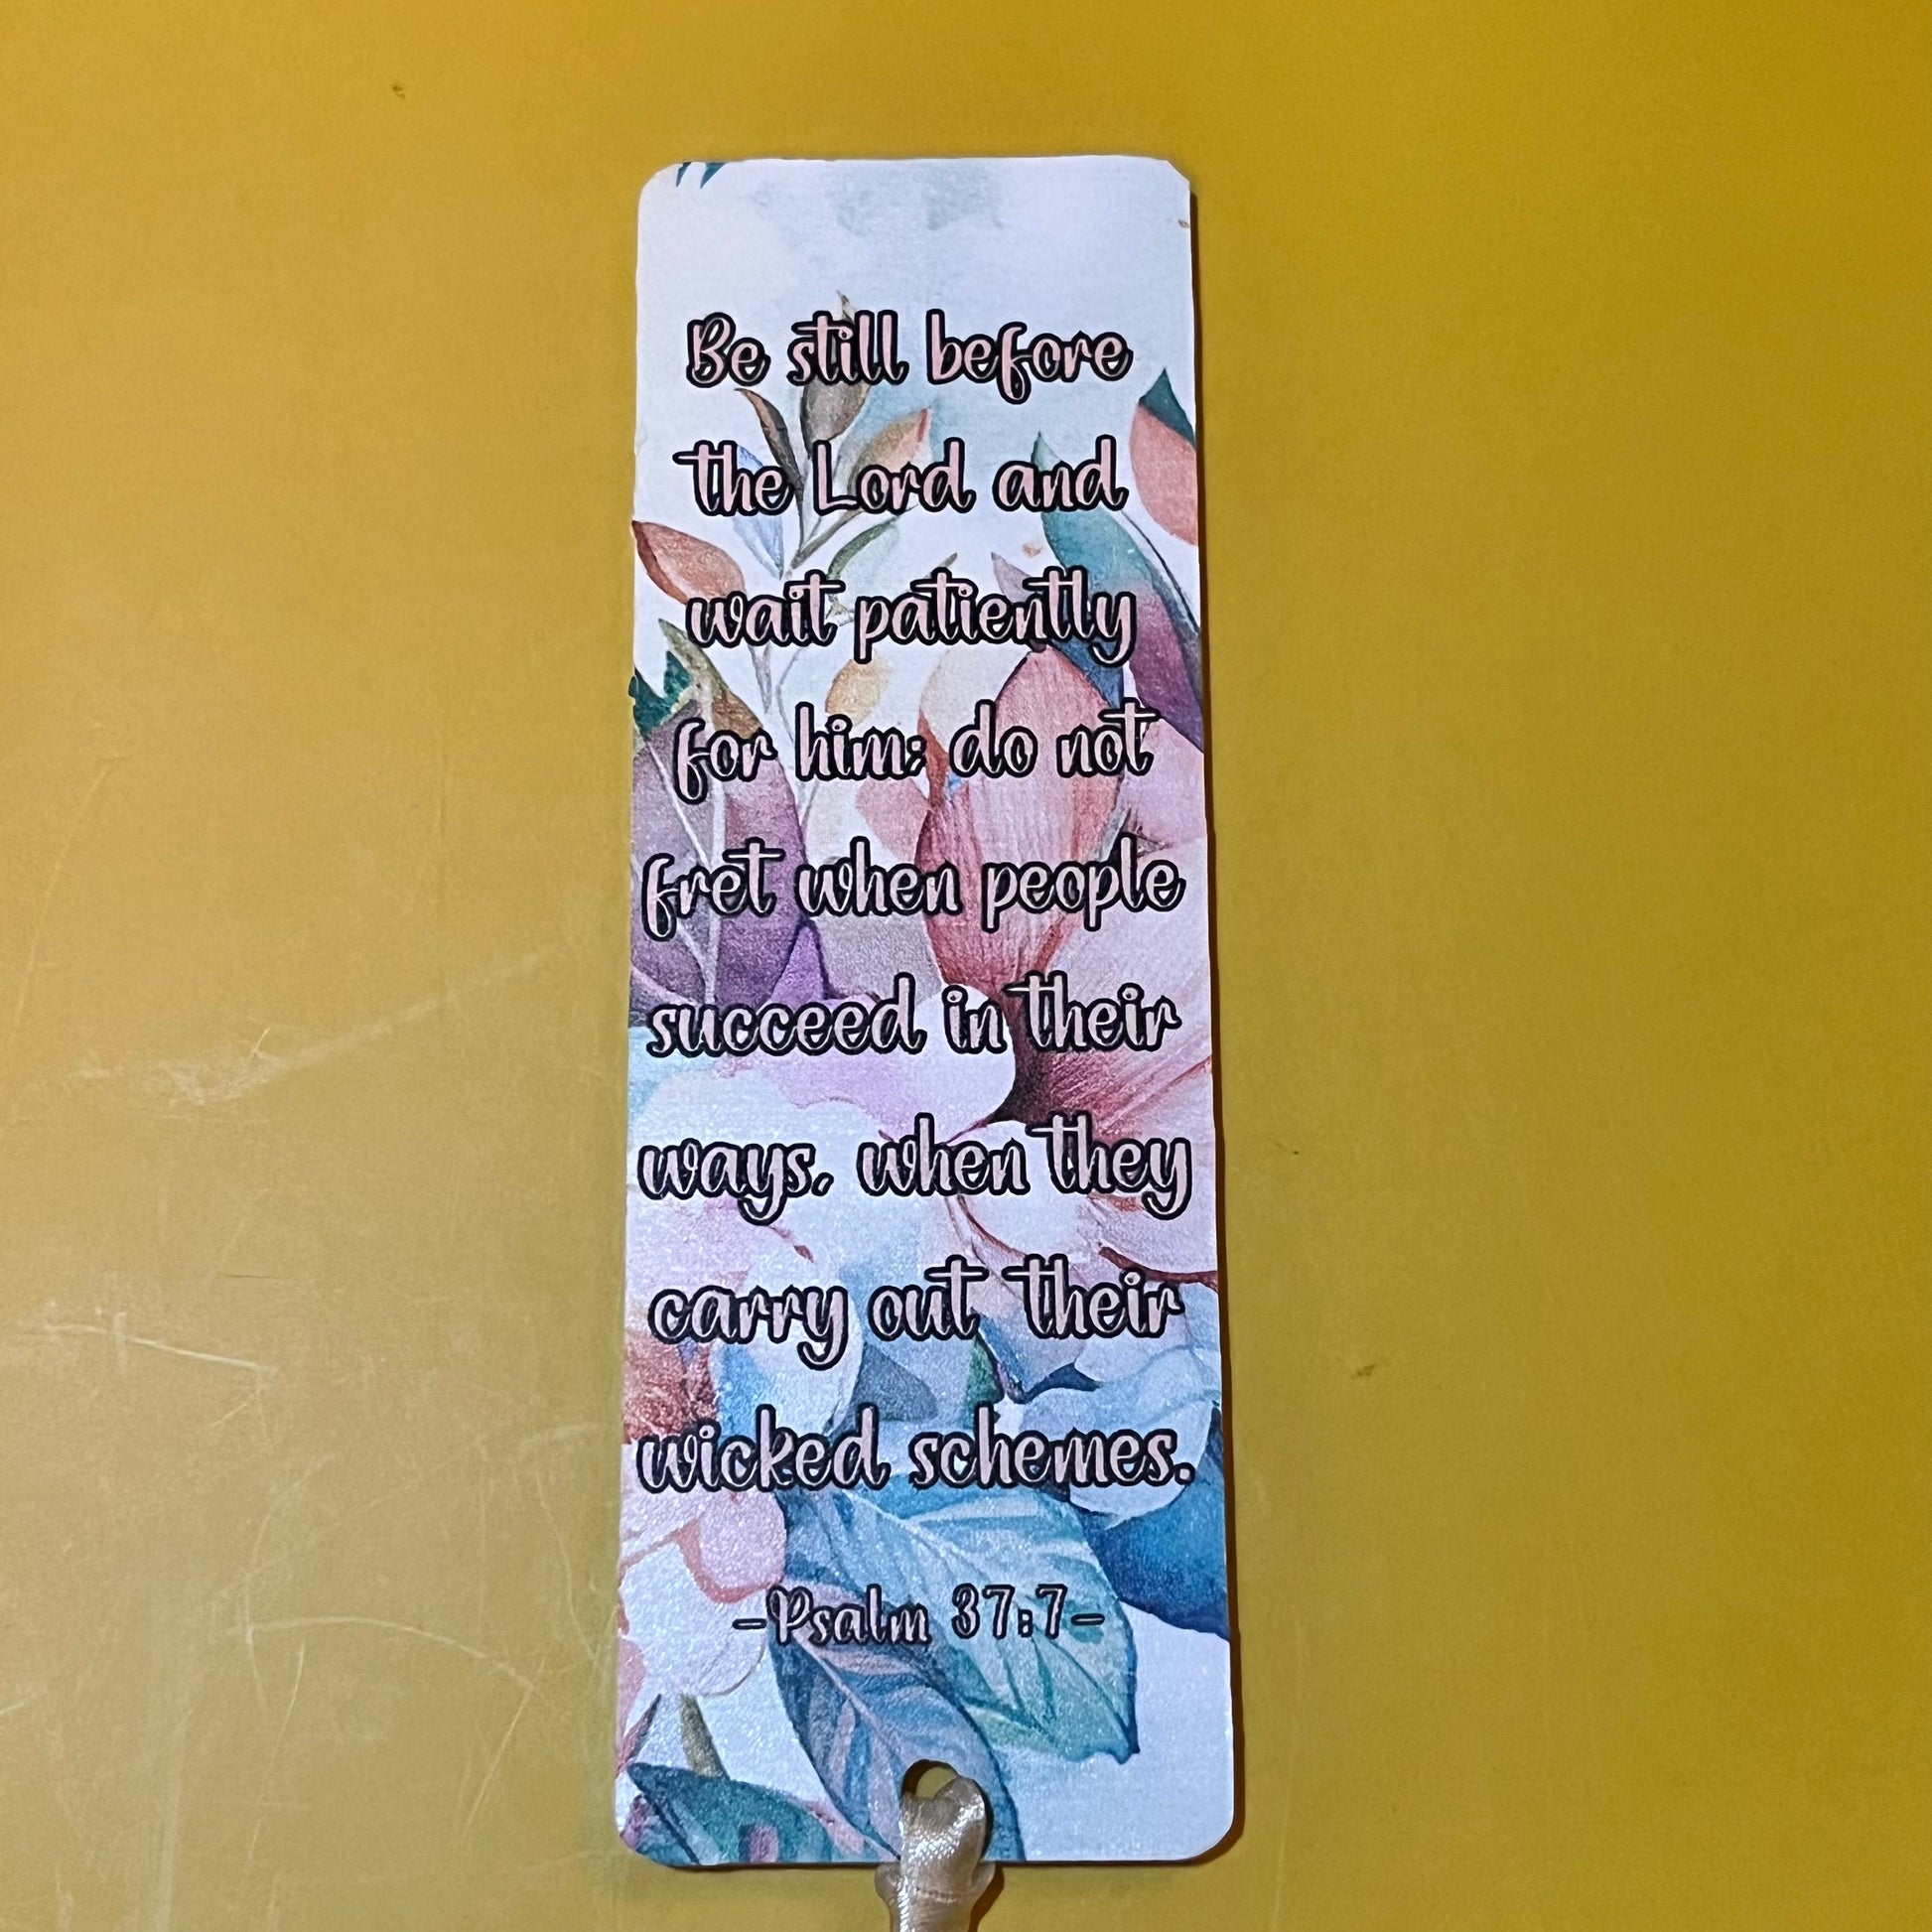 Be still before
the Lord and
wait patiently
for him; do not
fret when people
succeed in their
ways, when they
carry out their
wicked schemes.
-Psalm 37:7-